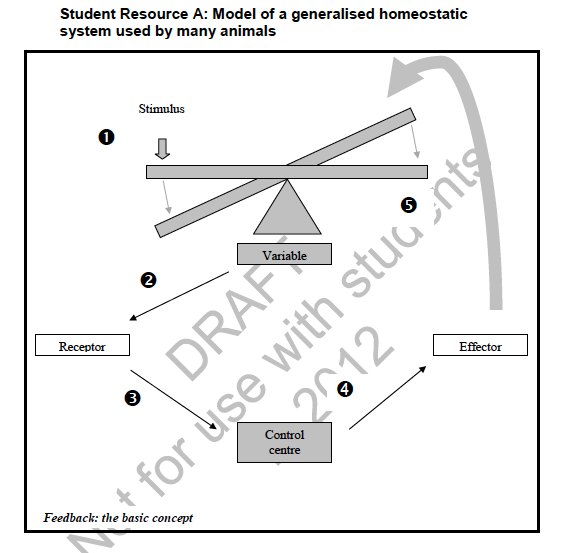 Student Resource A: Model of a generalised homeostatic
system used by many animals
Stimulus
❶
❺
Variable
❷
Receptor
Effector
❸
❹
Control
centre
Feedback: the basic concept
DRAFT
Not for use with students
2012